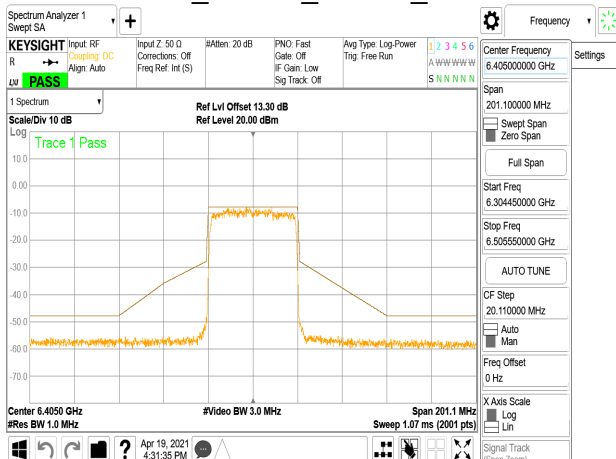 Spectrum Analyzer 1
Swept SA
Frequency
KEYSIGHT
R
LXI
PASS
Input: RF
Coupling: DC
Align: Auto
Input Z: 50 Ω
Corrections: Off
Freq Ref: Int (S)
#Atten: 20 dB
PNO: Fast
Gate: Off
IF Gain: Low
Sig Track: Off
Avg Type: Log-Power
Trig: Free Run
1 2 3 4 5 6
A W W W W W
S N N N N N
Center Frequency
6.405000000 GHz
Settings
Span
201.100000 MHz
Swept Span
Zero Span
Full Span
Start Freq
6.304450000 GHz
Stop Freq
6.505550000 GHz
AUTO TUNE
CF Step
20.110000 MHz
Auto
Man
Freq Offset
0 Hz
X Axis Scale
Log
Lin
Signal Track
(Span Zoom)
1 Spectrum
Scale/Div 10 dB
Ref Lvl Offset 13.30 dB
Ref Level 20.00 dBm
Log
Trace 1 Pass
10.0
0.00
-10.0
-20.0
-30.0
-40.0
-50.0
-60.0
-70.0
Center 6.4050 GHz
#Video BW 3.0 MHz
Span 201.1 MHz
#Res BW 1.0 MHz
Sweep 1.07 ms (2001 pts)
?
Apr 19, 2021
4:31:35 PM